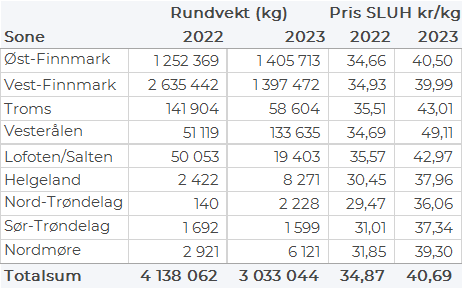 Rundvekt (kg) Pris SLUH kr/kg
Sone 2022 2023 2022 2023
Øst-Finnmark 1 252 369 1 405 713 34,66 40,50
Vest-Finnmark 2 635 442 1 397 472 34,93 39,99
Troms 141 904 58 604 35,51 43,01
Vesterålen 51 119 133 635 34,69 49,11
Lofoten/Salten 50 053 19 403 35,57 42,97
Helgeland 2 422 8 271 30,45 37,96
Nord-Trøndelag 140 2 228 29,47 36,06
Sør-Trøndelag 1 692 1 599 31,01 37,34
Nordmøre 2 921 6 121 31,85 39,30
Totalsum 4 138 062 3 033 044 34,87 40,69